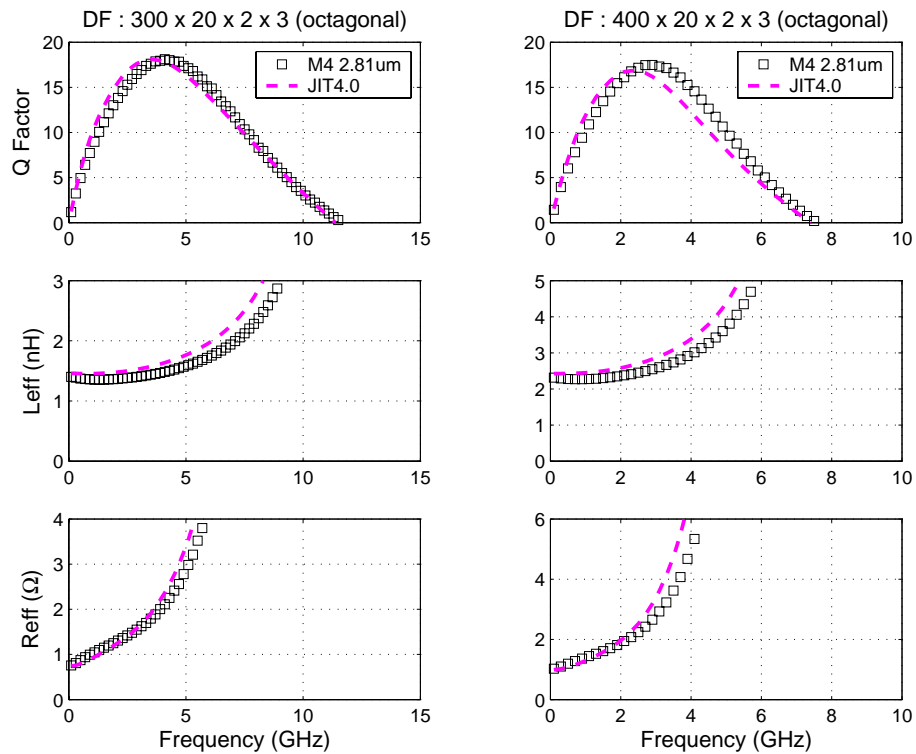 DF : 300 x 20 x 2 x 3 (octagonal)
20
15
10
5
0
Q Factor
M4 2.81um
JIT4.0
0 5 10 15
DF : 400 x 20 x 2 x 3 (octagonal)
20
15
10
5
0
M4 2.81um
JIT4.0
0 2 4 6 8 10
3
2
1
0
Leff (nH)
0 5 10 15
5
4
3
2
1
0
0 2 4 6 8 10
4
3
2
1
0
Reff (Ω)
0 5 10 15
Frequency (GHz)
6
4
2
0
0 2 4 6 8 10
Frequency (GHz)